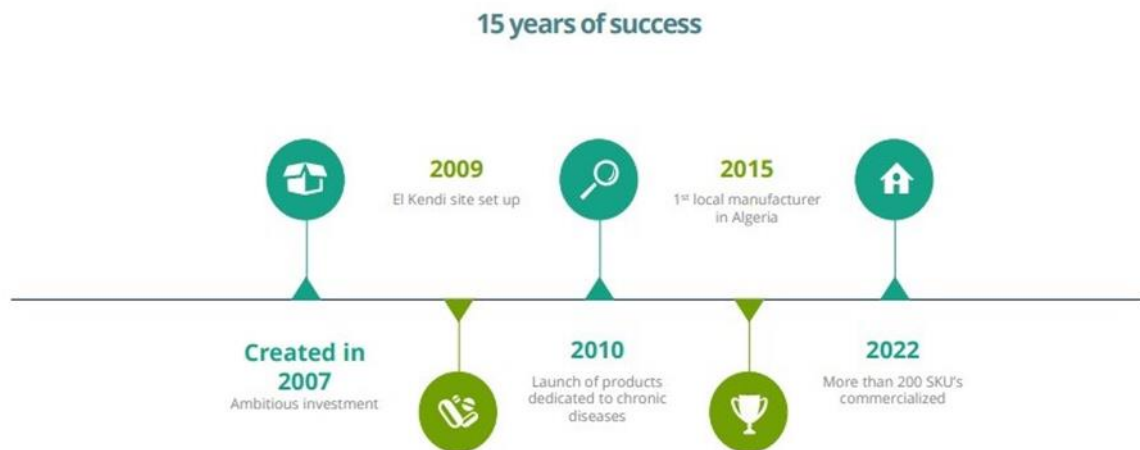 15 years of success
2009
El Kendi site set up
2015
1st local manufacturer
in Algeria
Created in
2007
Ambitious investment
2010
Launch of products
dedicated to chronic
diseases
2022
More than 200 SKU's
commercialized